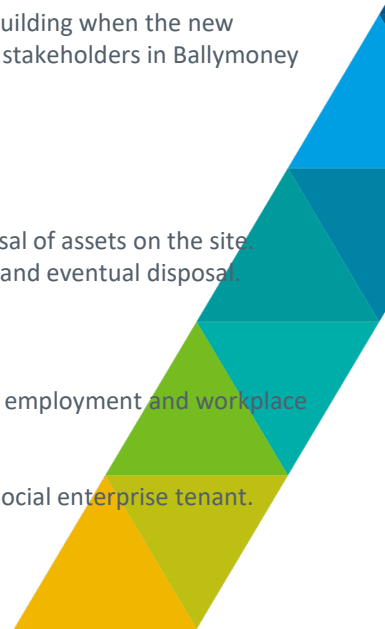 uilding when the new
stakeholders in Ballymoney
sal of assets on the site.
and eventual disposal.
employment and workplace
ocial enterprise tenant.